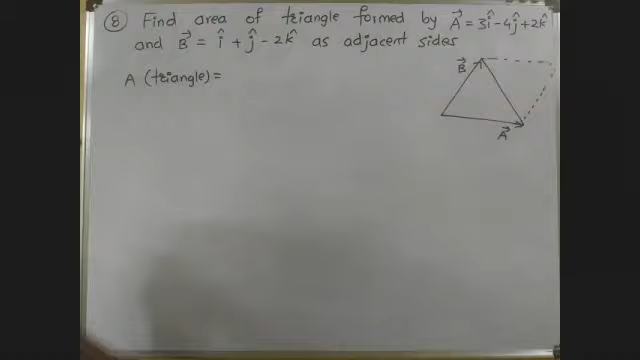 ⑧ Find area of triangle formed by A⃗ = 3î - 4ĵ + 2k̂
and B⃗ = î + ĵ - 2k̂ as adjacent sides
A (triangle) =
B⃗
A⃗